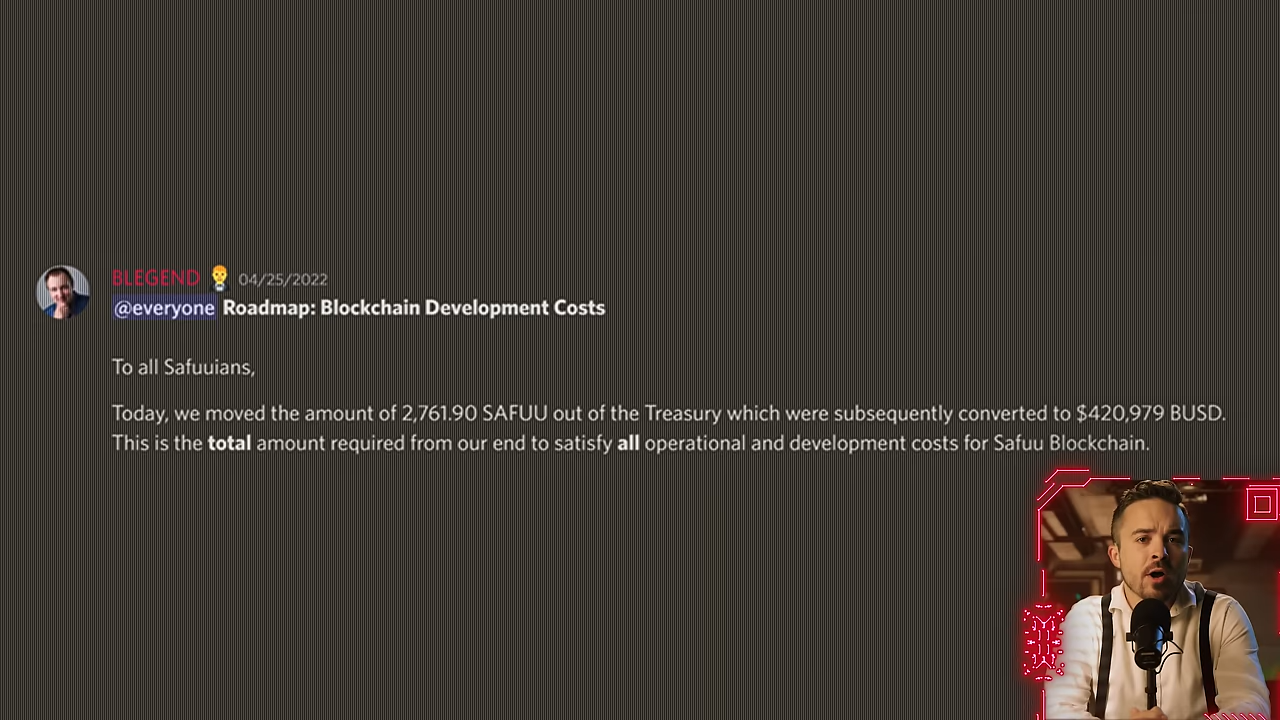 BLEGEND 04/25/2022
@everyone Roadmap: Blockchain Development Costs
To all Safuuians,
Today, we moved the amount of 2,761.90 SAFUU out of the Treasury which were subsequently converted to $420,979 BUSD.
This is the total amount required from our end to satisfy all operational and development costs for Safuu Blockchain.